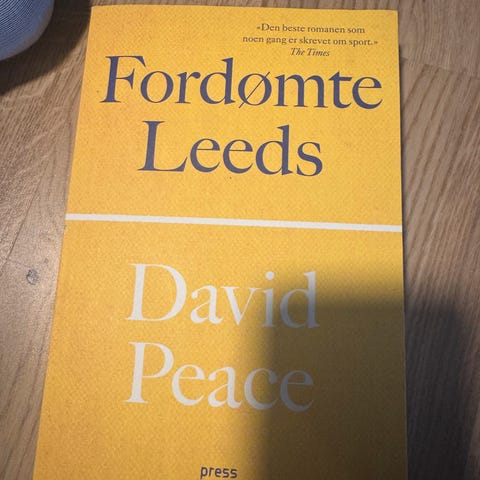 «Den beste romanen som
noen gang er skrevet om sport.»
The Times
Fordømte
Leeds
David
Peace
press